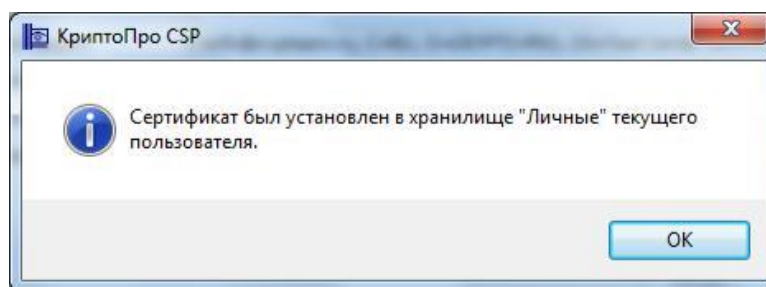 КриптоПро CSP
Сертификат был установлен в хранилище "Личные" текущего
пользователя.
OK